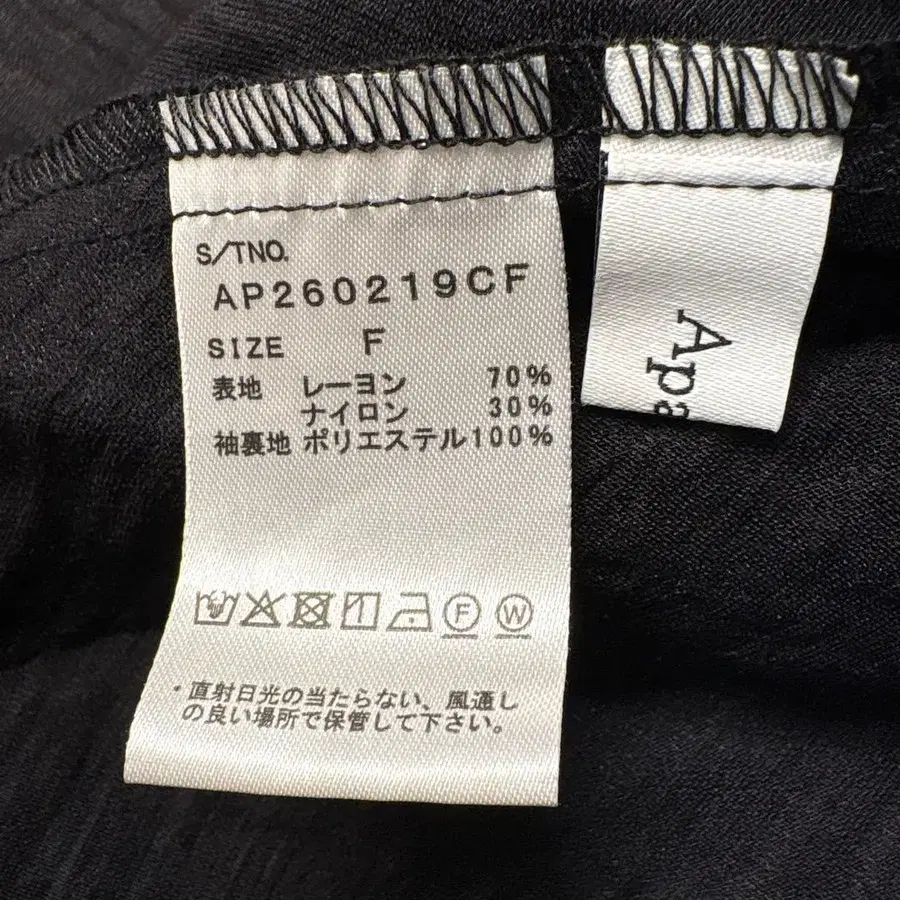 S/TNO.
AP260219CF
SIZE F
表地 レーヨン 70%
ナイロン 30%
袖裏地 ポリエステル100%
F W
・直射日光の当たらない、風通し
の良い場所で保管して下さい。
Apa